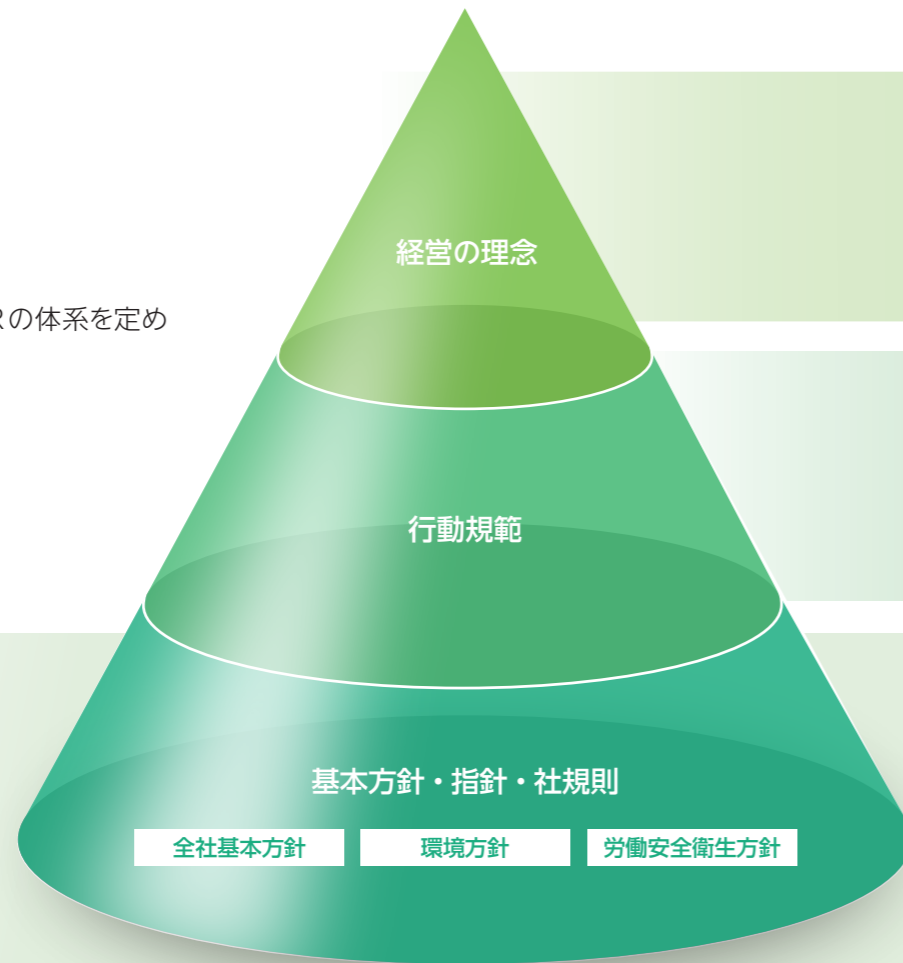 経営の理念
の体系を定め
行動規範
基本方針・指針・社規則
全社基本方針
環境方針
労働安全衛生方針